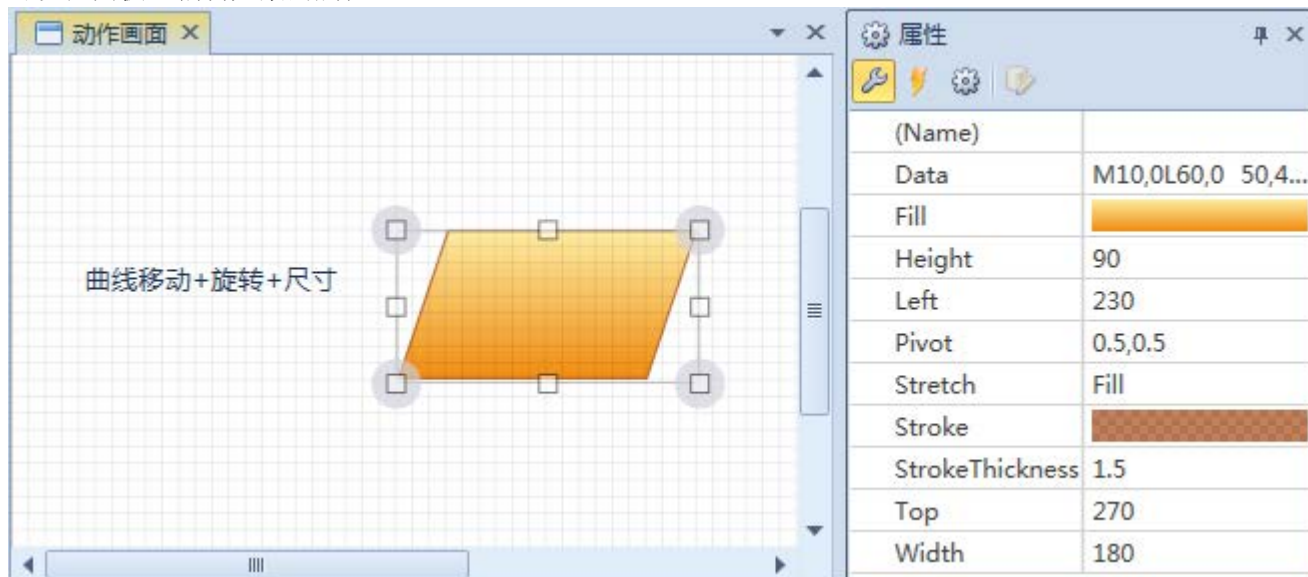 动作画面
属性
曲线移动+旋转+尺寸
(Name)
Data M10,0L60,0 50,4...
Fill
Height 90
Left 230
Pivot 0.5,0.5
Stretch Fill
Stroke
StrokeThickness 1.5
Top 270
Width 180